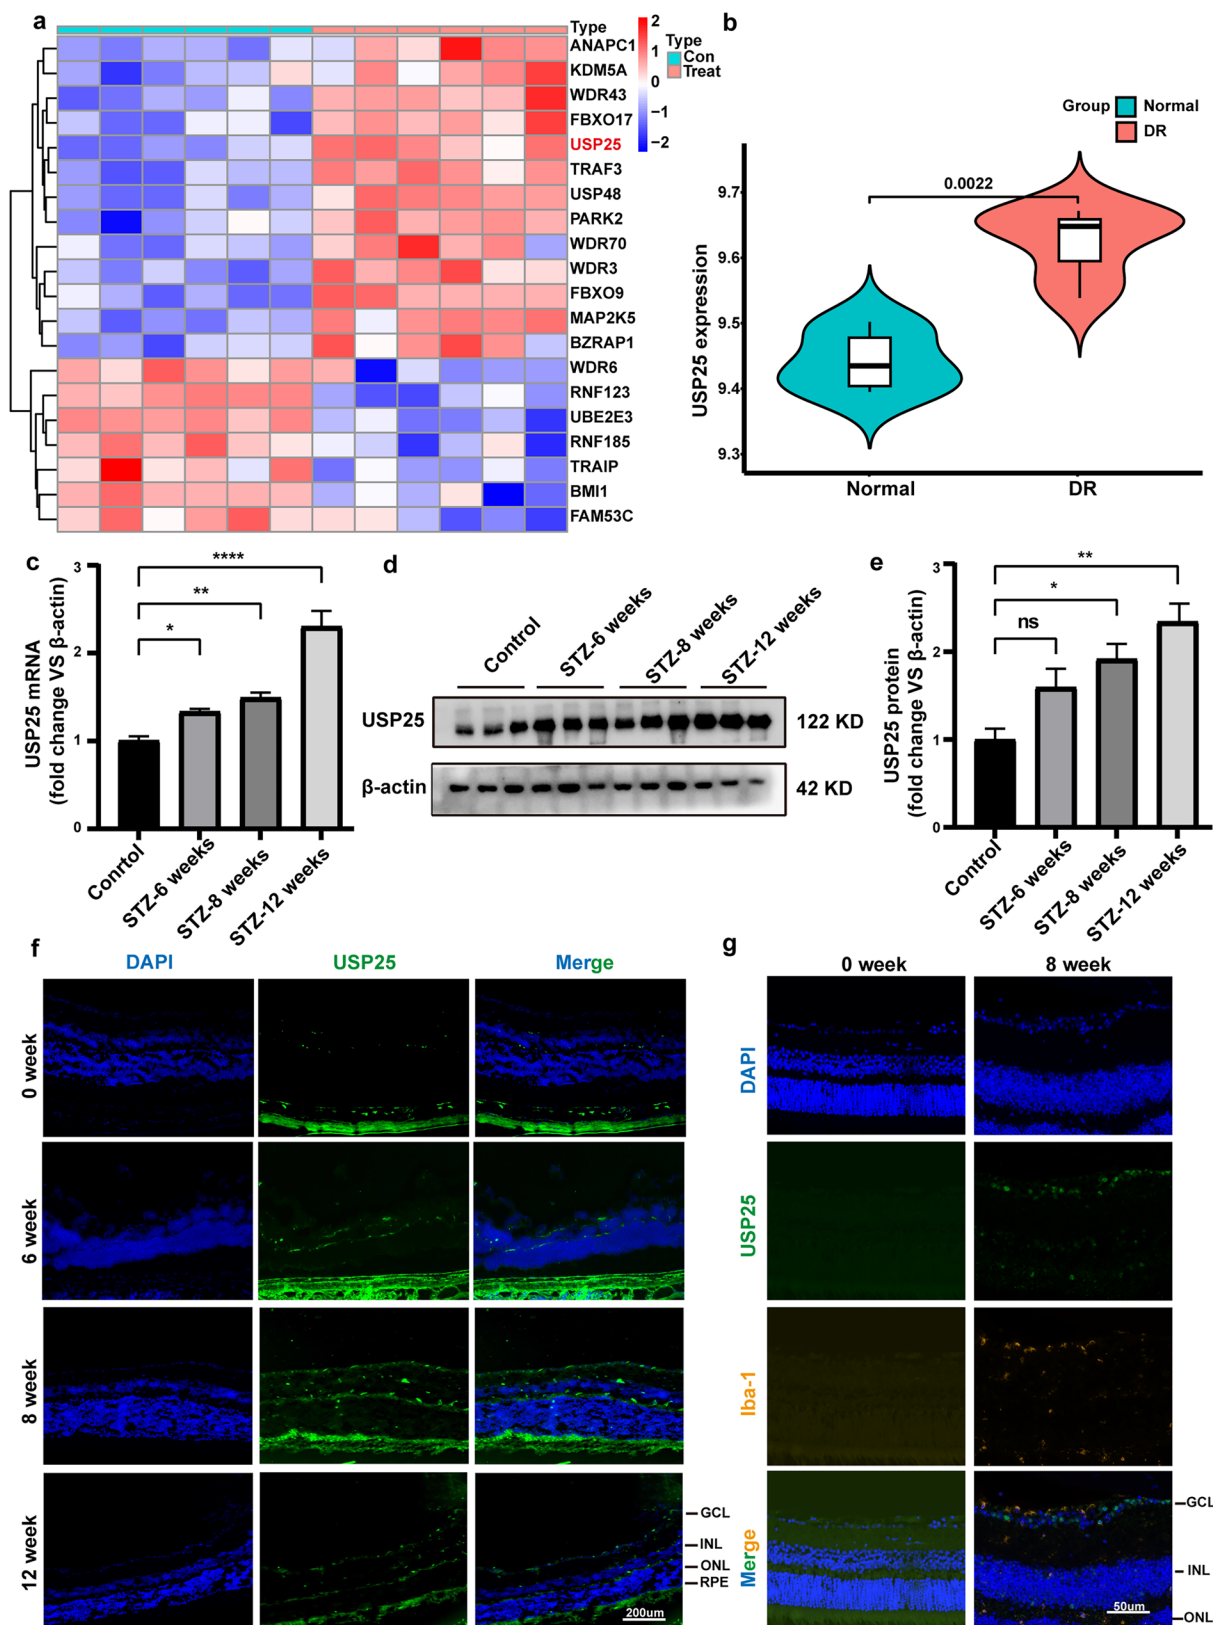 a
Type
ANAPC1
KDM5A
WDR43
FBXO17
USP25
TRAF3
USP48
PARK2
WDR70
WDR3
FBXO9
MAP2K5
BZRAP1
WDR6
RNF123
UBE2E3
RNF185
TRAIP
BMI1
FAM53C
2
1
0
−1
−2
Type
Con
Treat
b
Group Normal
DR
USP25 expression
9.7
9.6
9.5
9.4
9.3
0.0022
Normal DR
c
USP25 mRNA
(fold change VS β-actin)
3
2
1
0
****
**
*
Conrtol
STZ-6 weeks
STZ-8 weeks
STZ-12 weeks
d
Control
STZ-6 weeks
STZ-8 weeks
STZ-12 weeks
USP25 122 KD
β-actin 42 KD
e
USP25 protein
(fold change VS β-actin)
3
2
1
0
**
*
ns
Control
STZ-6 weeks
STZ-8 weeks
STZ-12 weeks
f
DAPI USP25 Merge
0 week
6 week
8 week
12 week
GCL
INL
ONL
RPE
200um
g
0 week 8 week
DAPI
USP25
Iba-1
Merge
GCL
INL
ONL
50um